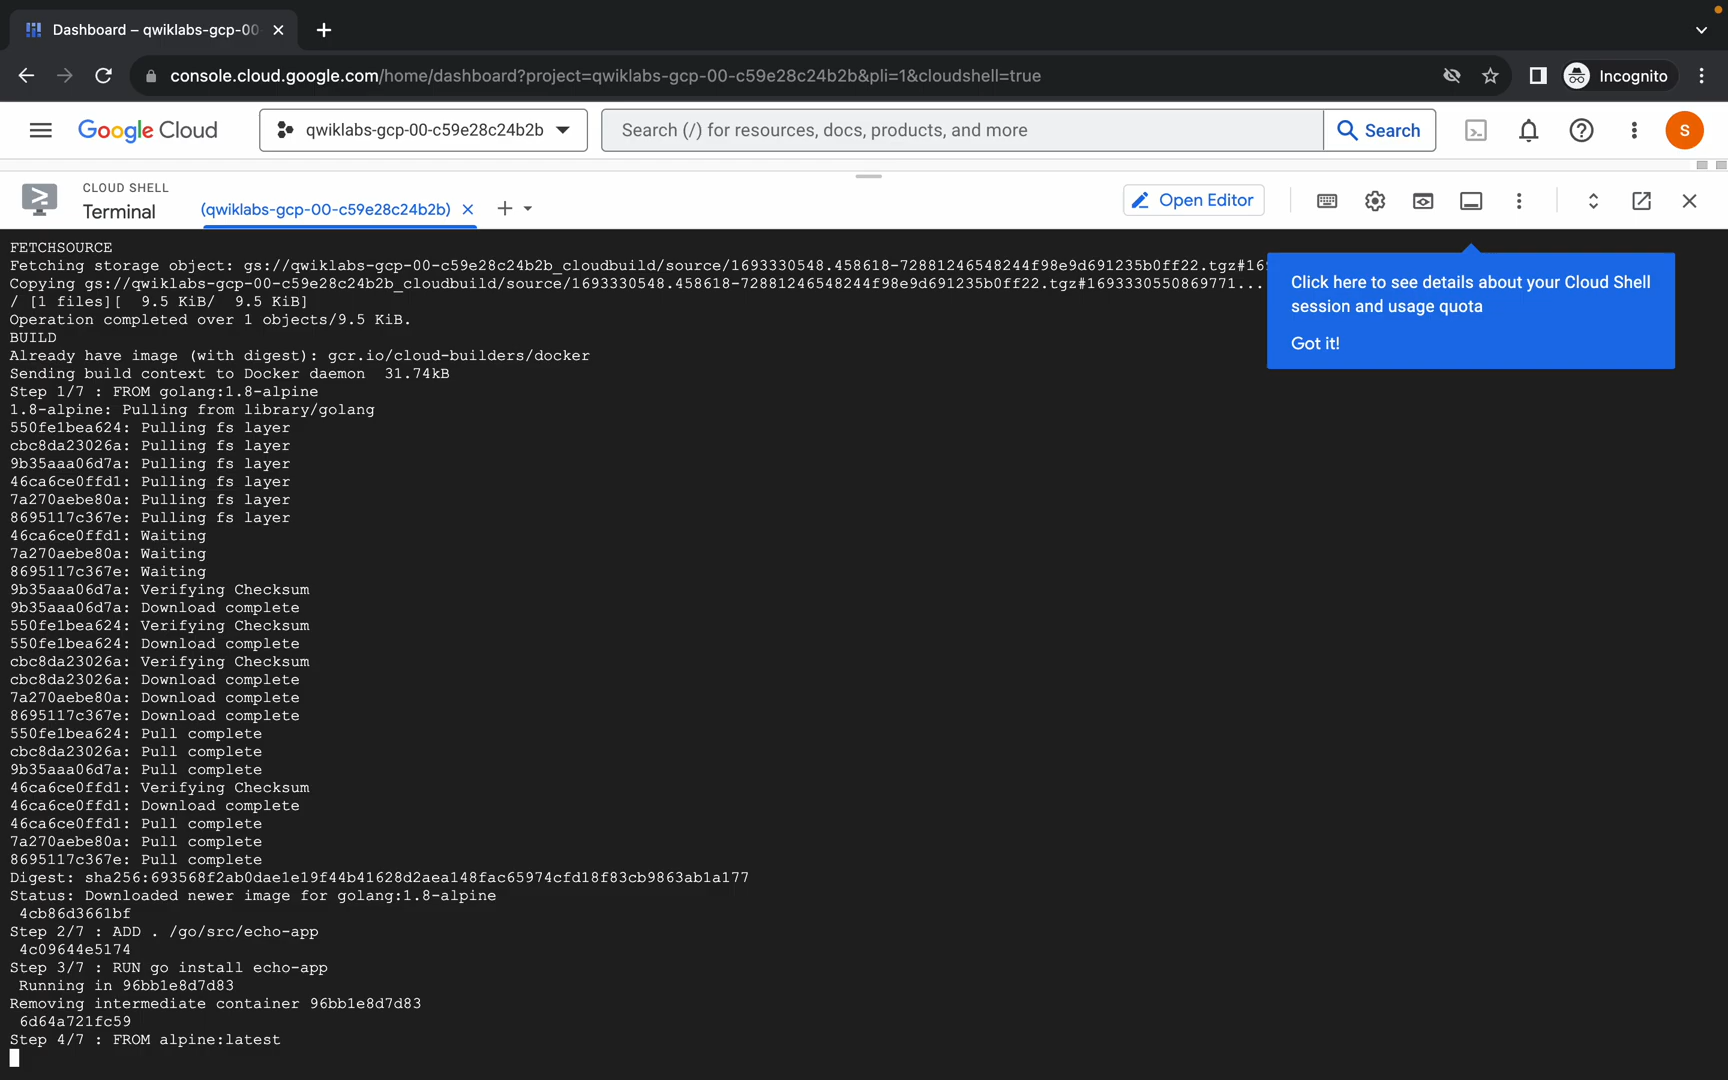 Dashboard – qwiklabs-gcp-00
console.cloud.google.com/home/dashboard?project=qwiklabs-gcp-00-c59e28c24b2b&pli=1&cloudshell=true
Incognito
Google Cloud
qwiklabs-gcp-00-c59e28c24b2b
Search (/) for resources, docs, products, and more
Search
S
CLOUD SHELL
Terminal
(qwiklabs-gcp-00-c59e28c24b2b)
Open Editor
Click here to see details about your Cloud Shell
session and usage quota
Got it!
FETCHSOURCE
Fetching storage object: gs://qwiklabs-gcp-00-c59e28c24b2b_cloudbuild/source/1693330548.458618-72881246548244f98e9d691235b0ff22.tgz#16
Copying gs://qwiklabs-gcp-00-c59e28c24b2b_cloudbuild/source/1693330548.458618-72881246548244f98e9d691235b0ff22.tgz#1693330550869771...
/ [1 files][  9.5 KiB/  9.5 KiB]
Operation completed over 1 objects/9.5 KiB.
BUILD
Already have image (with digest): gcr.io/cloud-builders/docker
Sending build context to Docker daemon  31.74kB
Step 1/7 : FROM golang:1.8-alpine
1.8-alpine: Pulling from library/golang
550fe1bea624: Pulling fs layer
cbc8da23026a: Pulling fs layer
9b35aaa06d7a: Pulling fs layer
46ca6ce0ffd1: Pulling fs layer
7a270aebe80a: Pulling fs layer
8695117c367e: Pulling fs layer
46ca6ce0ffd1: Waiting
7a270aebe80a: Waiting
8695117c367e: Waiting
9b35aaa06d7a: Verifying Checksum
9b35aaa06d7a: Download complete
550fe1bea624: Verifying Checksum
550fe1bea624: Download complete
cbc8da23026a: Verifying Checksum
cbc8da23026a: Download complete
7a270aebe80a: Download complete
8695117c367e: Download complete
550fe1bea624: Pull complete
cbc8da23026a: Pull complete
9b35aaa06d7a: Pull complete
46ca6ce0ffd1: Verifying Checksum
46ca6ce0ffd1: Download complete
46ca6ce0ffd1: Pull complete
7a270aebe80a: Pull complete
8695117c367e: Pull complete
Digest: sha256:693568f2ab0dae1e19f44b41628d2aea148fac65974cfd18f83cb9863ab1a177
Status: Downloaded newer image for golang:1.8-alpine
4cb86d3661bf
Step 2/7 : ADD . /go/src/echo-app
4c09644e5174
Step 3/7 : RUN go install echo-app
Running in 96bb1e8d7d83
Removing intermediate container 96bb1e8d7d83
6d64a721fc59
Step 4/7 : FROM alpine:latest